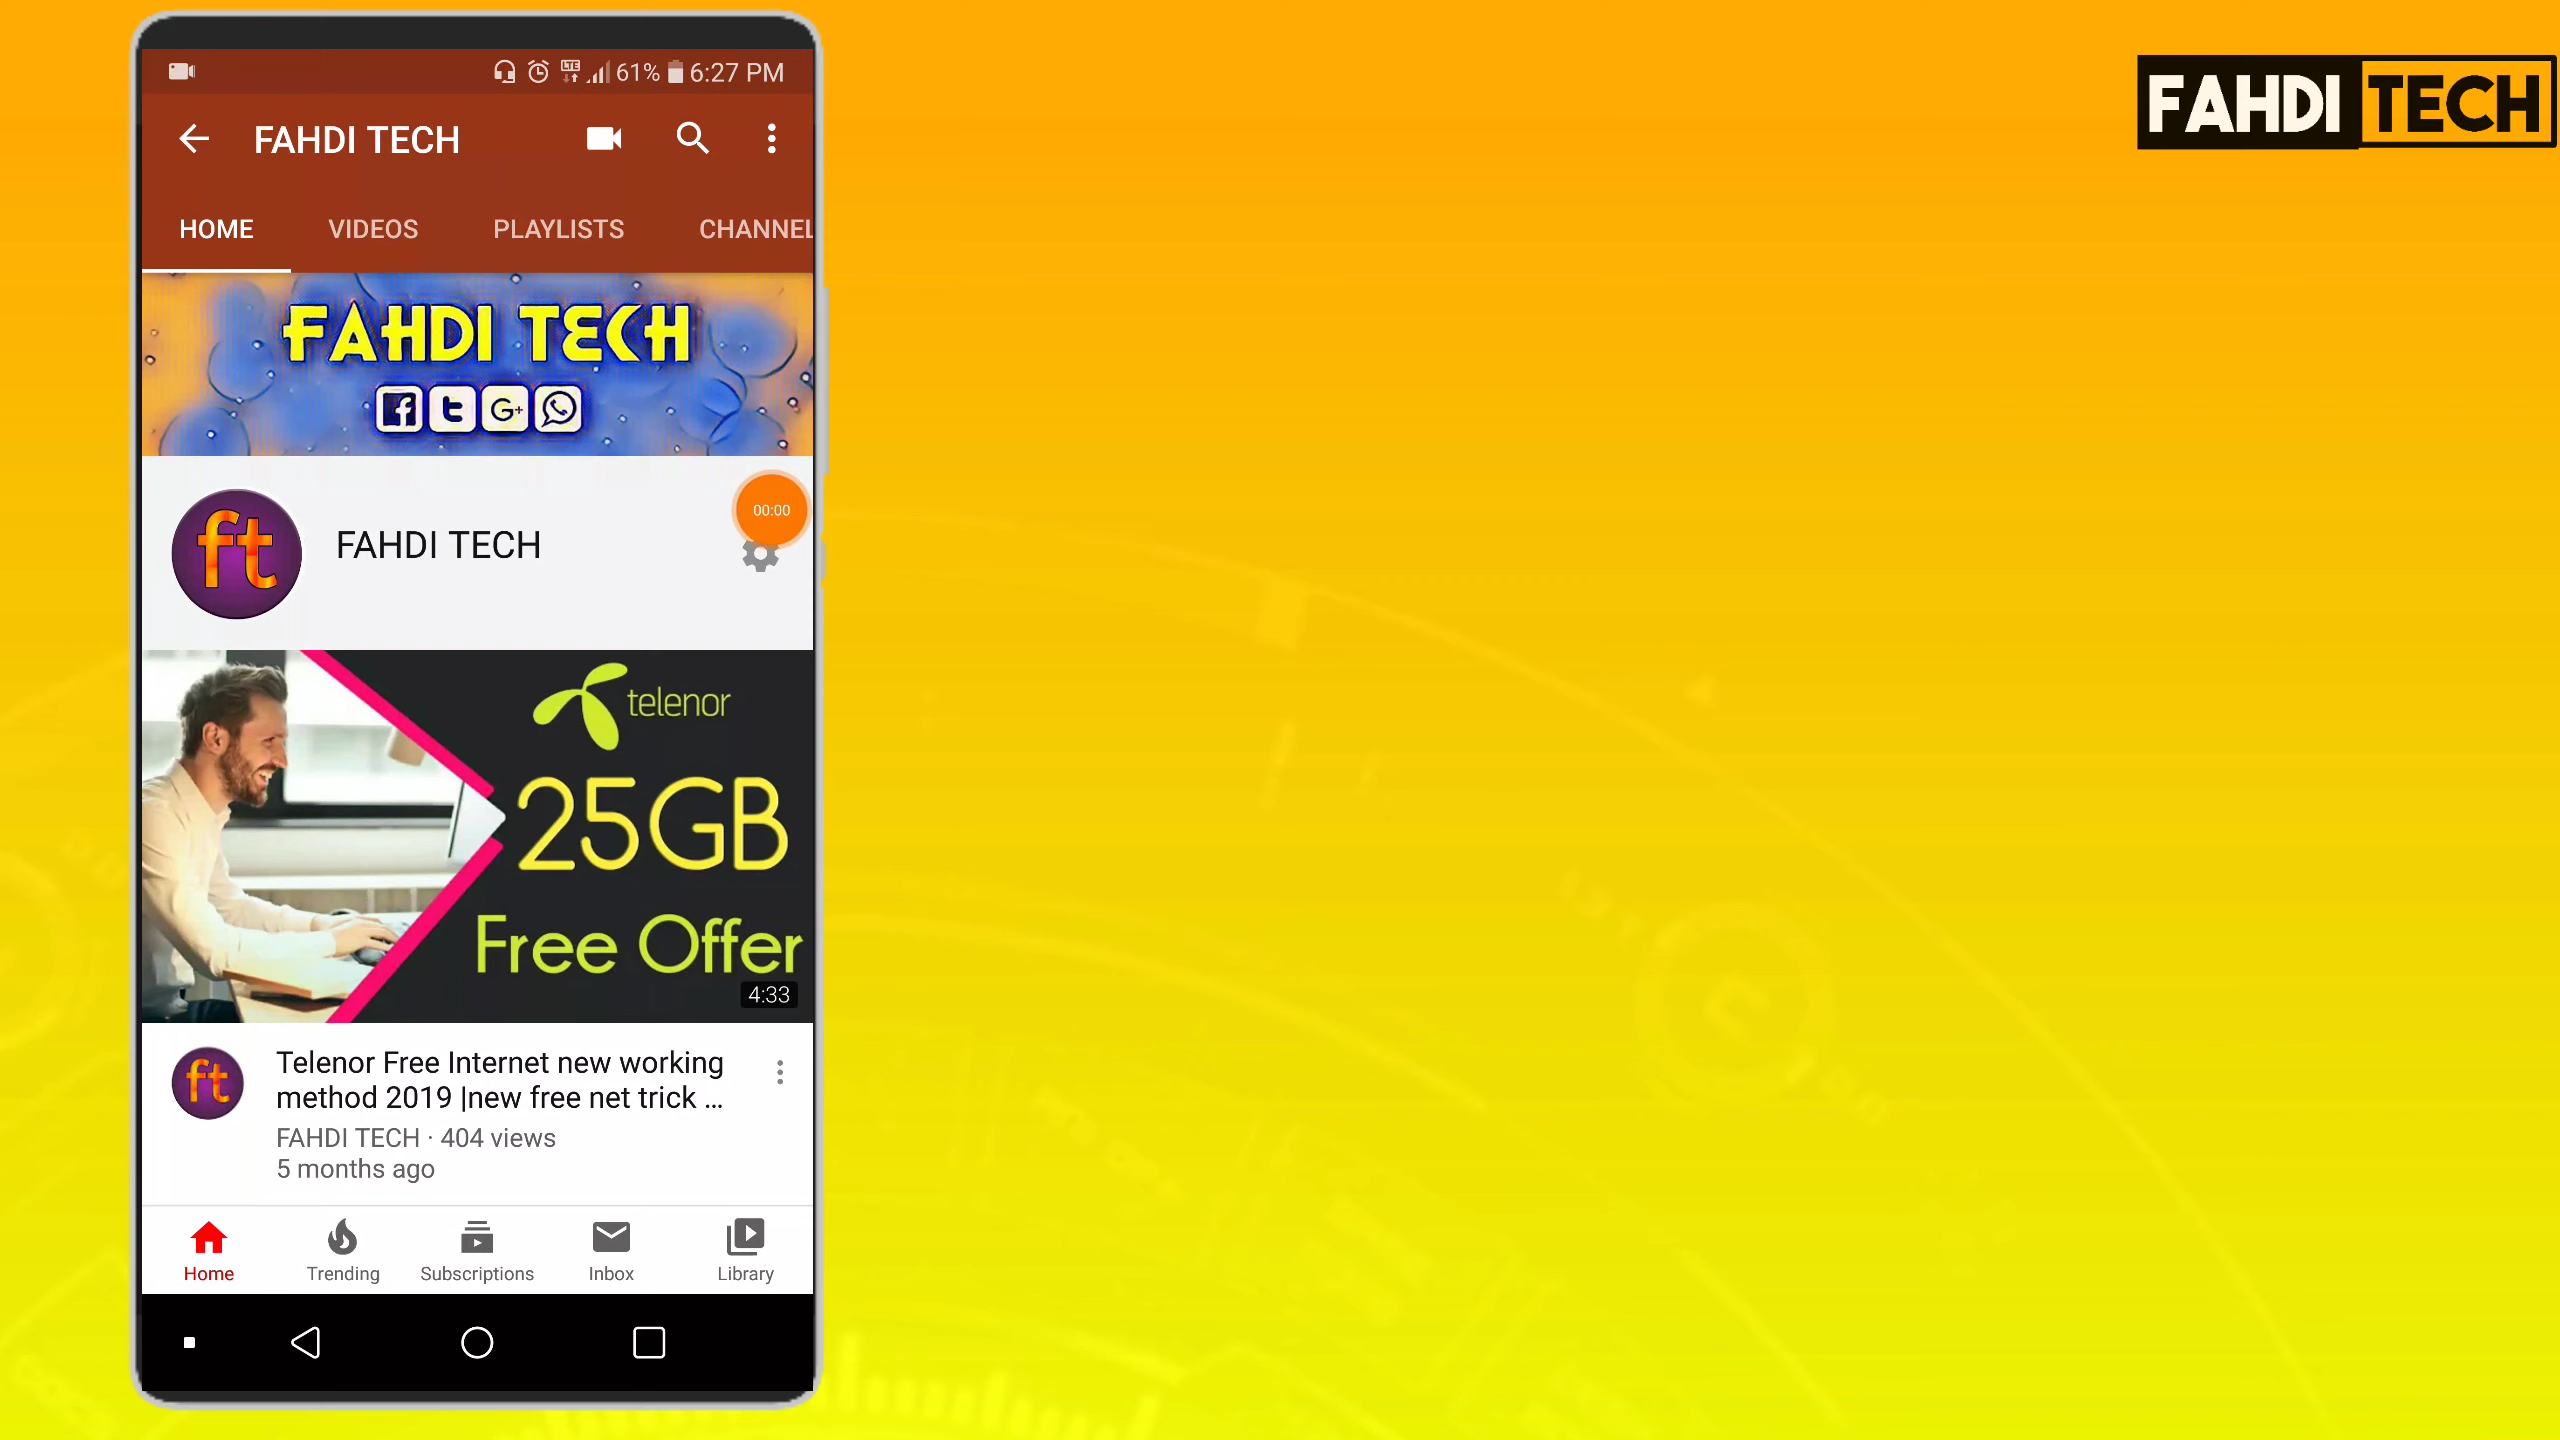 61% 6:27 PM
FAHDI TECH
FAHDI TECH
HOME VIDEOS PLAYLISTS CHANNEL
FAHDI TECH
00:00
ft
FAHDI TECH
telenor
25GB
Free Offer
4:33
ft
Telenor Free Internet new working
method 2019 |new free net trick ...
FAHDI TECH · 404 views
5 months ago
Home Trending Subscriptions Inbox Library